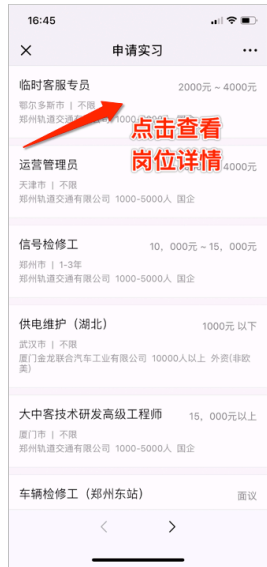 16:45
申请实习
临时客服专员
2000元 ~ 4000元
鄂尔多斯市 | 不限
郑州轨道交通有限公司 1000-5000人 国企
点击查看
岗位详情
运营管理员
4000元
天津市 | 不限
郑州轨道交通有限公司 1000-5000人 国企
信号检修工
10，000元 ~ 15，000元
郑州市 | 1-3年
郑州轨道交通有限公司 1000-5000人 国企
供电维护（湖北）
1000元 以下
武汉市 | 不限
厦门金龙联合汽车工业有限公司 10000人以上 外资(非欧
美)
大中客技术研发高级工程师
15，000元以上
厦门市 | 不限
郑州轨道交通有限公司 1000-5000人 国企
车辆检修工（郑州东站）
面议